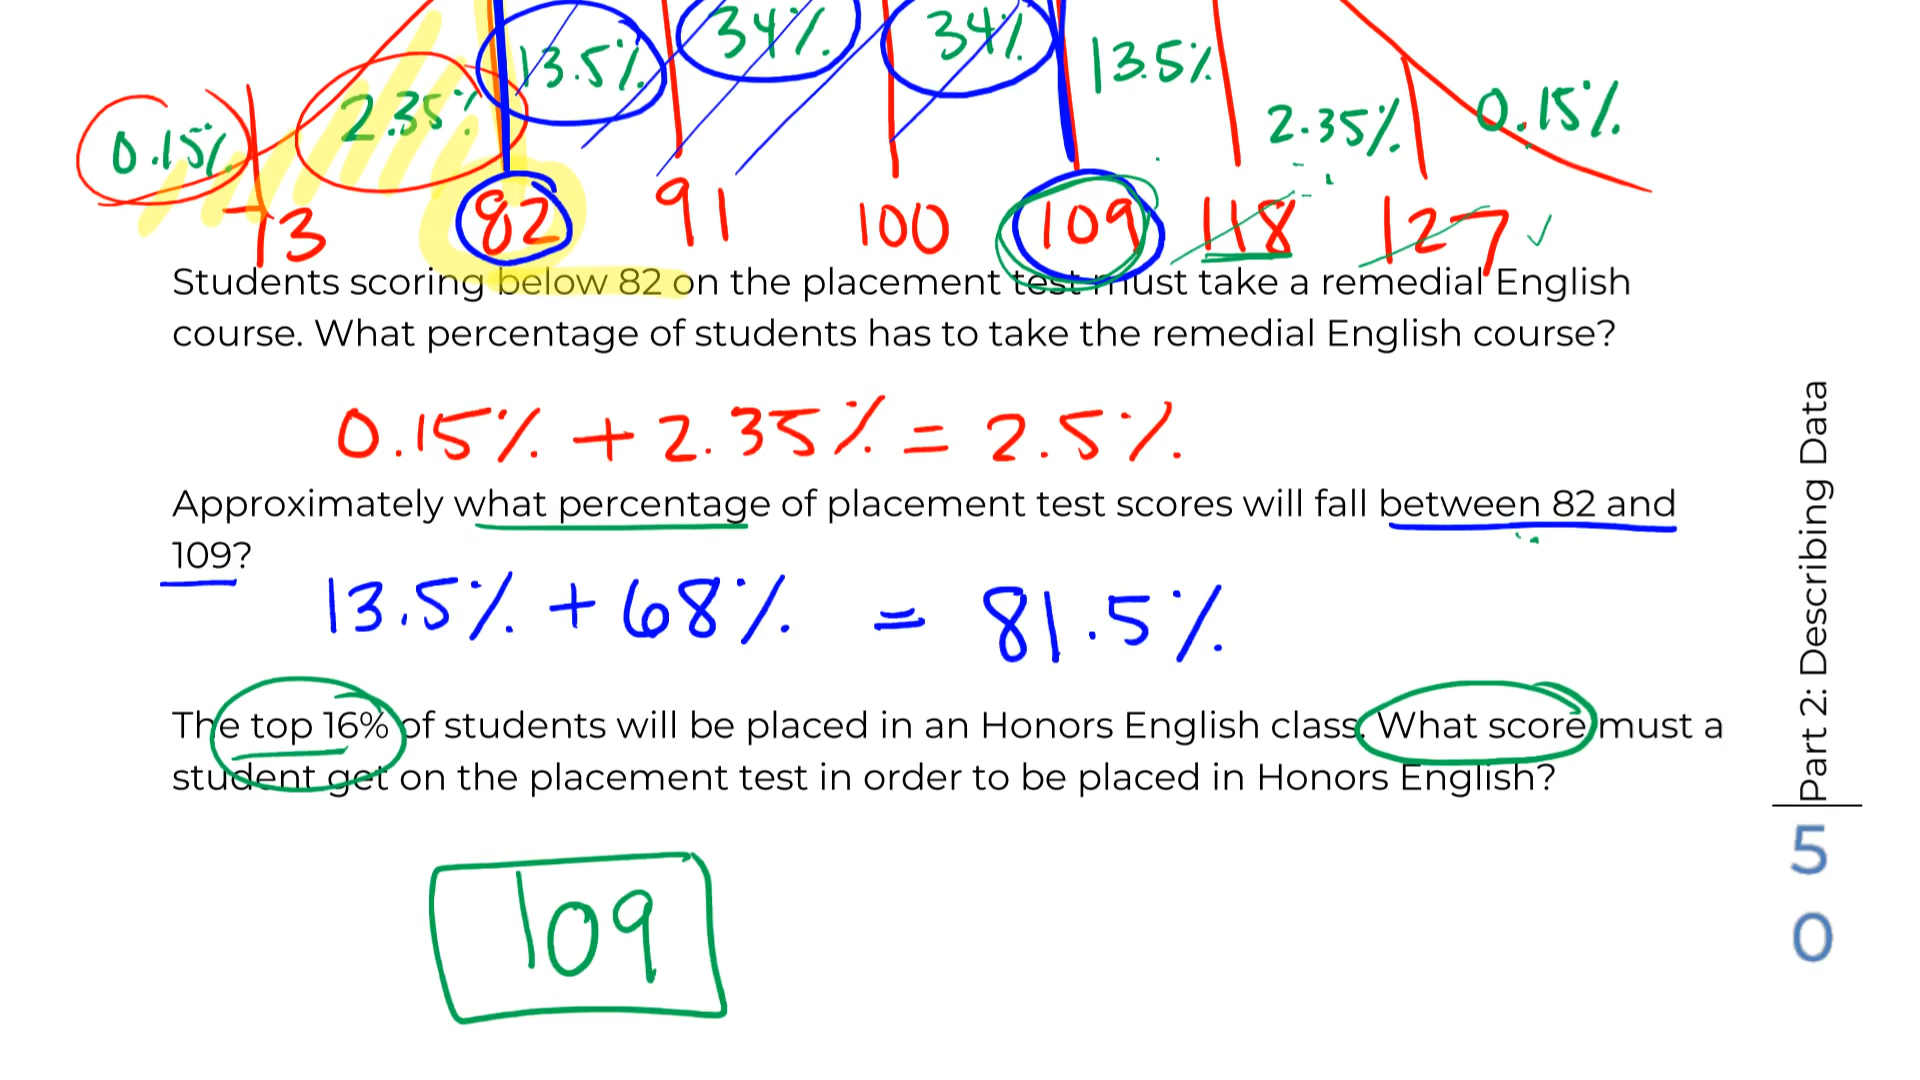 13.5% 34% 34% 13.5%
0.15% 2.35% 2.35% 0.15%
73 82 91 100 109 118 127
Students scoring below 82 on the placement test must take a remedial English
course. What percentage of students has to take the remedial English course?
0.15% + 2.35% = 2.5%
Approximately what percentage of placement test scores will fall between 82 and
109?
13.5% + 68% = 81.5%
The top 16% of students will be placed in an Honors English class. What score must a
student get on the placement test in order to be placed in Honors English?
109
Part 2: Describing Data
5
0